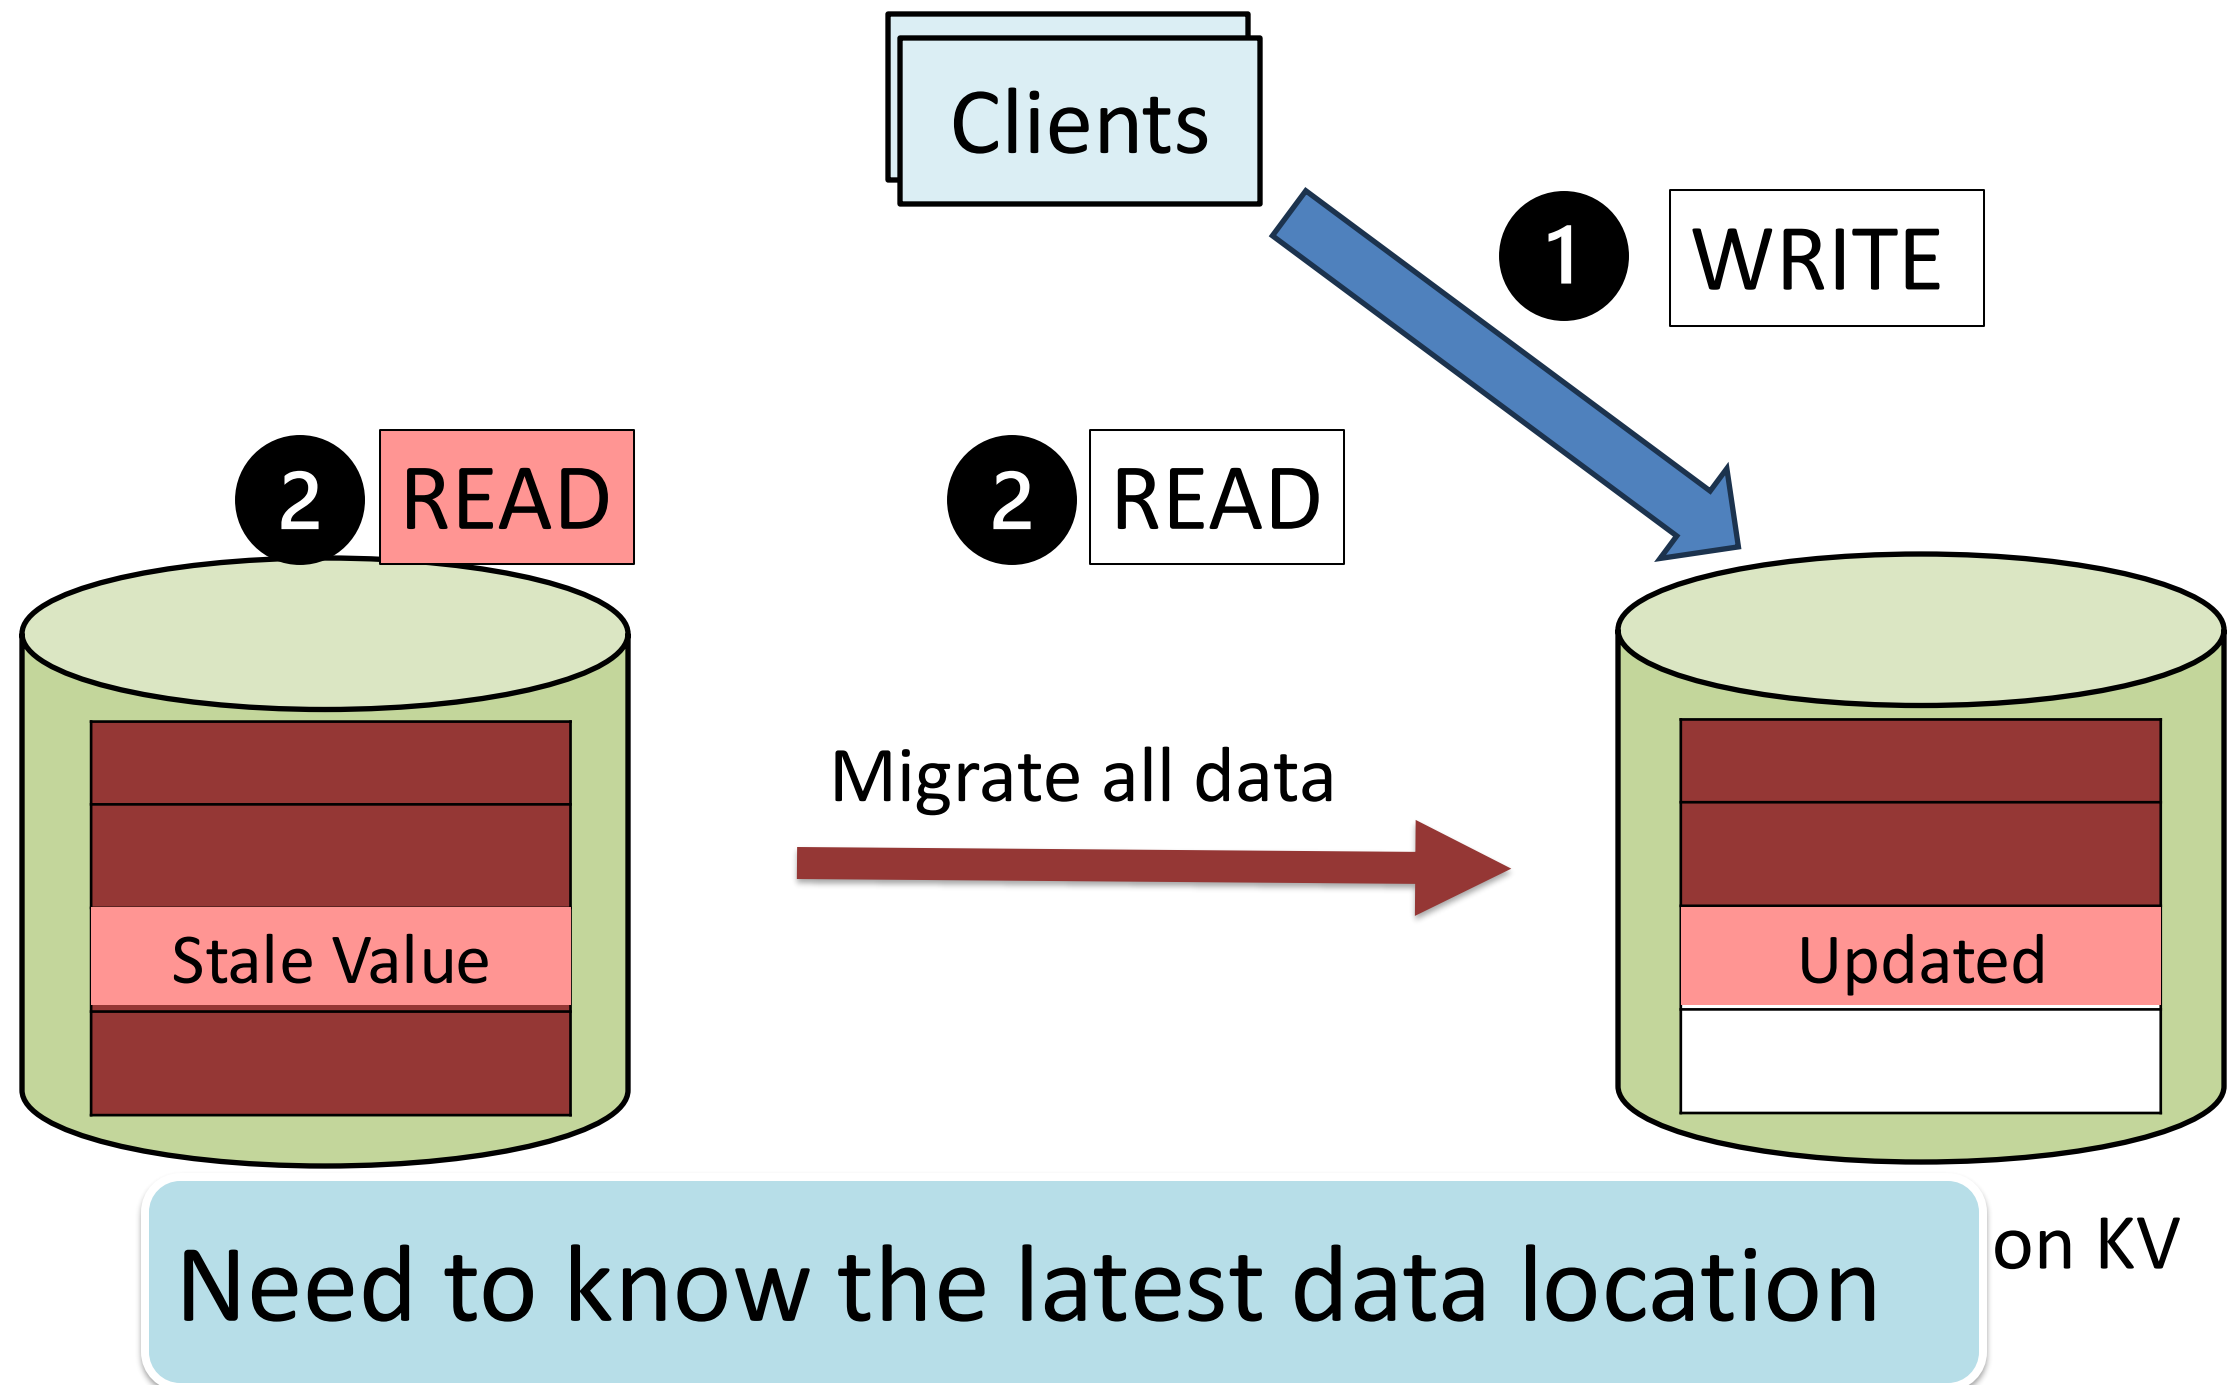 Clients
1 WRITE
2 READ
2 READ
Migrate all data
Stale Value
Updated
on KV
Need to know the latest data location